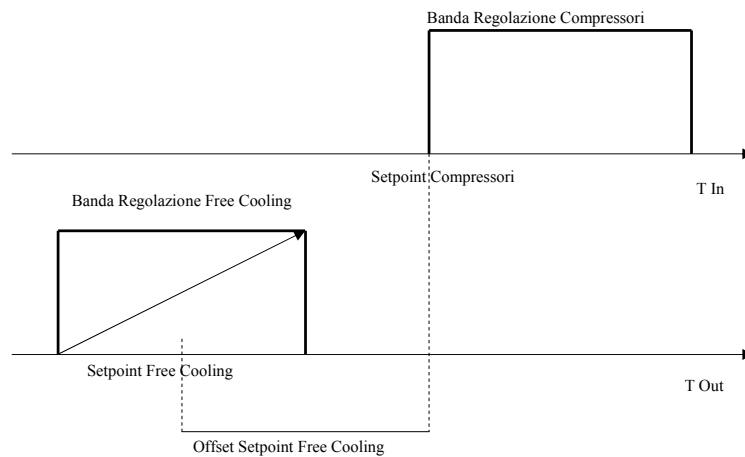 Banda Regolazione Compressori
Setpoint Compressori
T In
Banda Regolazione Free Cooling
Setpoint Free Cooling
T Out
Offset Setpoint Free Cooling